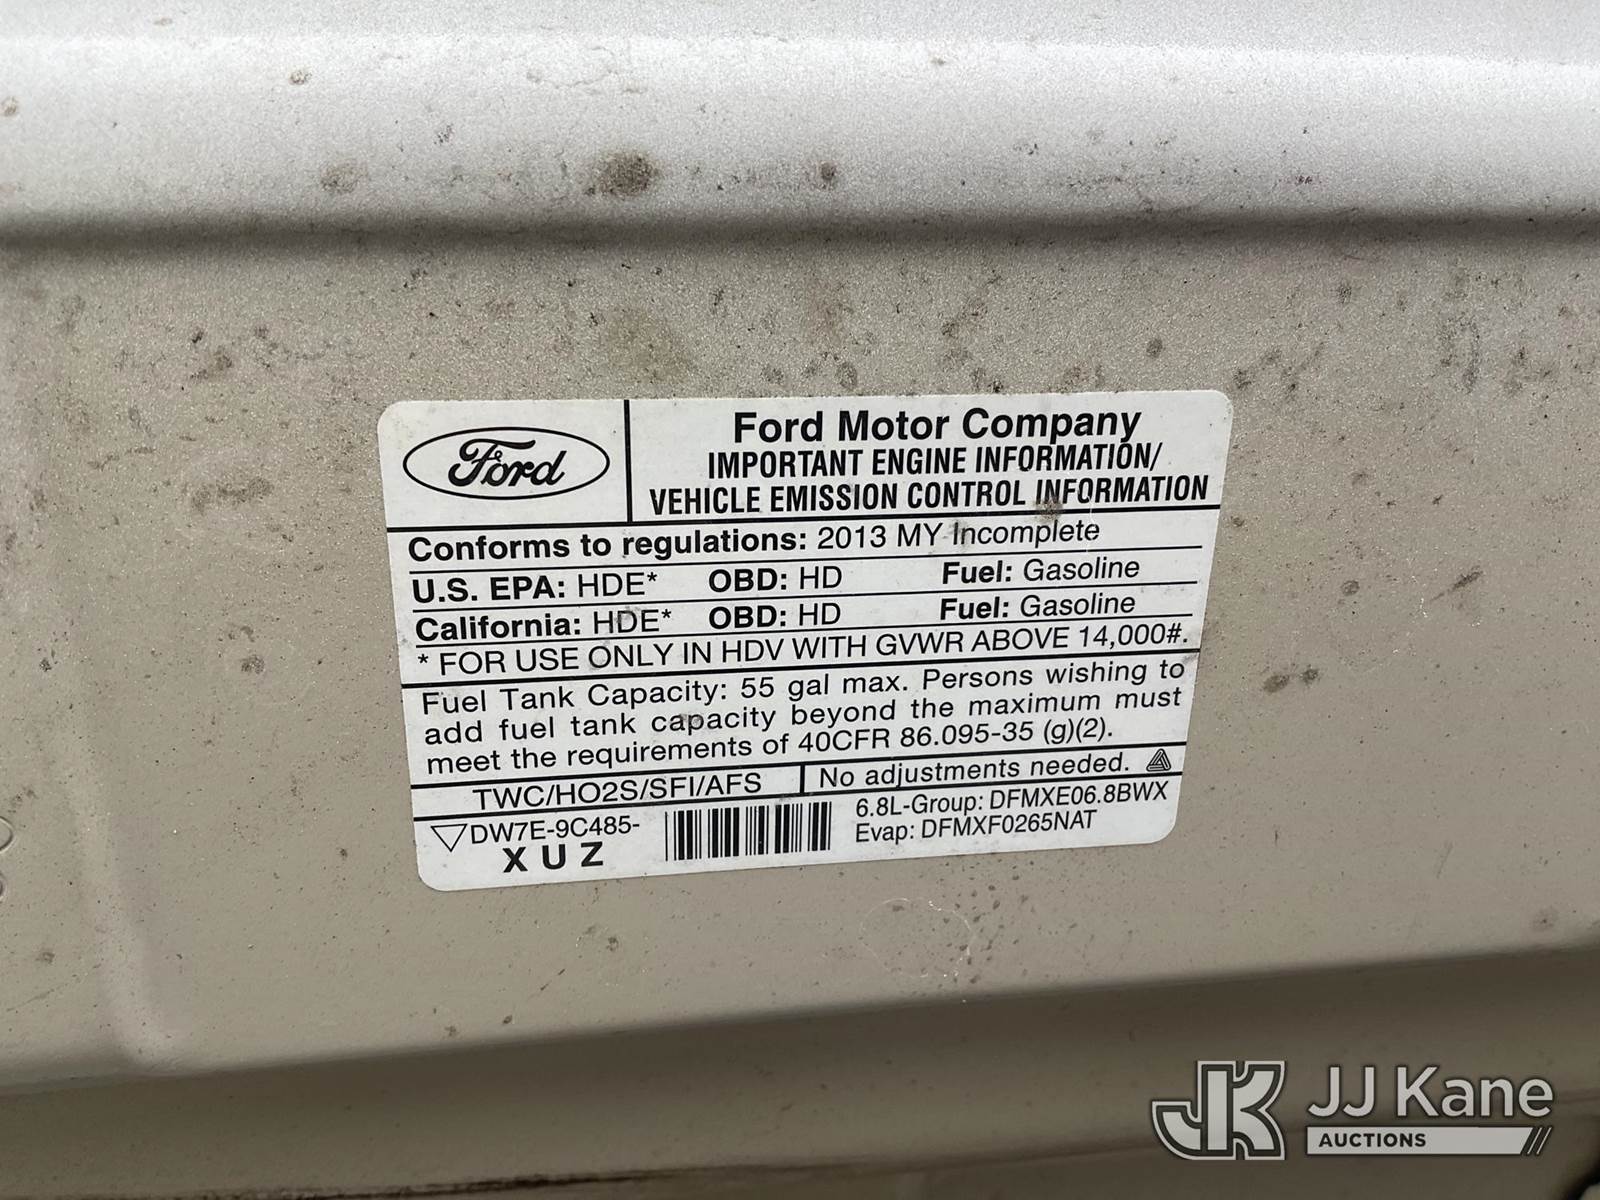 Ford
Ford Motor Company
IMPORTANT ENGINE INFORMATION/
VEHICLE EMISSION CONTROL INFORMATION
Conforms to regulations: 2013 MY Incomplete
U.S. EPA: HDE* OBD: HD Fuel: Gasoline
California: HDE* OBD: HD Fuel: Gasoline
* FOR USE ONLY IN HDV WITH GVWR ABOVE 14,000#.
Fuel Tank Capacity: 55 gal max. Persons wishing to
add fuel tank capacity beyond the maximum must
meet the requirements of 40CFR 86.095-35 (g)(2).
TWC/HO2S/SFI/AFS No adjustments needed.
DW7E-9C485-
X U Z
6.8L-Group: DFMXE06.8BWX
Evap: DFMXF0265NAT
JK JJ Kane
AUCTIONS